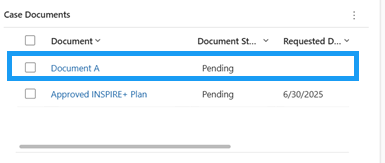 Case Documents
Document Document St... Requested D...
Document A Pending
Approved INSPIRE+ Plan Pending 6/30/2025